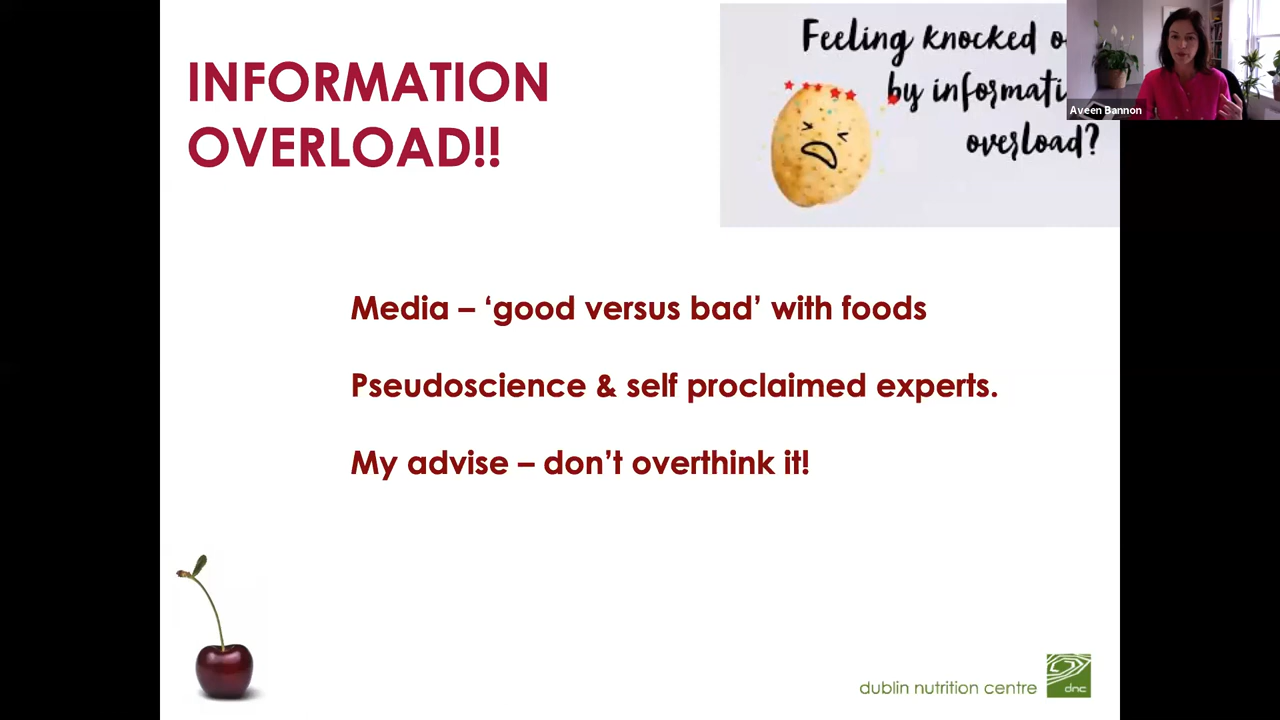 INFORMATION
OVERLOAD!!
Feeling knocked o
by informati
overload?
Aveen Bannon
Media – ‘good versus bad’ with foods
Pseudoscience & self proclaimed experts.
My advise – don’t overthink it!
dublin nutrition centre
dnc